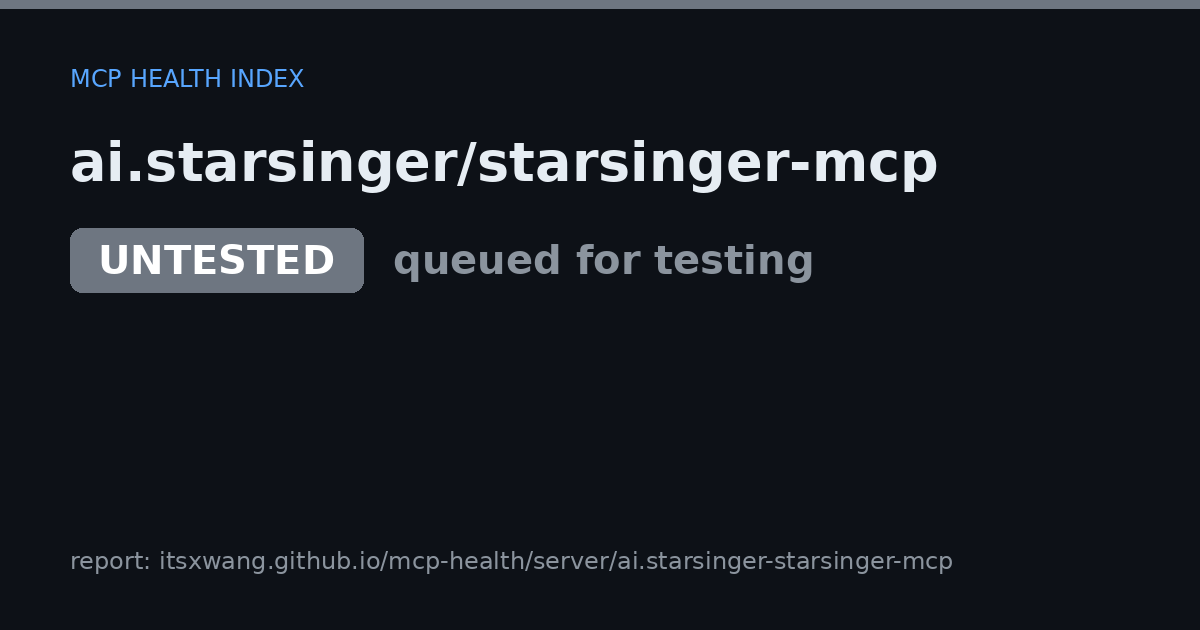 MCP HEALTH INDEX
ai.starsinger/starsinger-mcp
UNTESTED queued for testing
report: itsxwang.github.io/mcp-health/server/ai.starsinger-starsinger-mcp